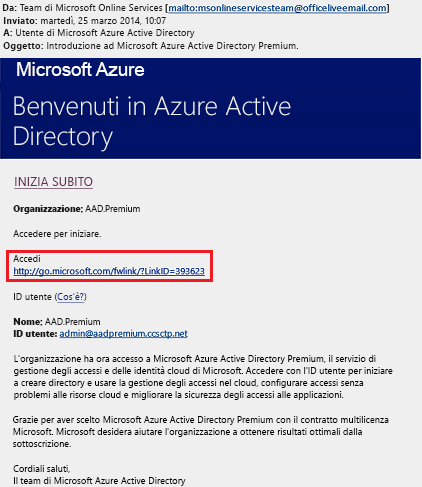 Da: Team di Microsoft Online Services [mailto:msonlineservicesteam@officeliveemail.com]
Inviato: martedì, 25 marzo 2014, 10:07
A: Utente di Microsoft Azure Active Directory
Oggetto: Introduzione ad Microsoft Azure Active Directory Premium.
Microsoft Azure
Benvenuti in Azure Active
Directory
INIZIA SUBITO
Organizzazione: AAD.Premium
Accedere per iniziare.
Accedi
http://go.microsoft.com/fwlink/?LinkID=393623
ID utente (Cos'è?)
Nome: AAD.Premium
ID utente: admin@aadpremium.ccsctp.net
L'organizzazione ha ora accesso a Microsoft Azure Active Directory Premium, il servizio di
gestione degli accessi e delle identità cloud di Microsoft. Accedere con l'ID utente per iniziare
a creare directory e usare la gestione degli accessi nel cloud, configurare accessi senza
problemi alle risorse cloud e migliorare la sicurezza degli accessi alle applicazioni.
Grazie per aver scelto Microsoft Azure Active Directory Premium con il contratto multilicenza
Microsoft. Microsoft desidera aiutare l'organizzazione a ottenere risultati ottimali dalla
sottoscrizione.
Cordiali saluti,
Il team di Microsoft Azure Active Directory